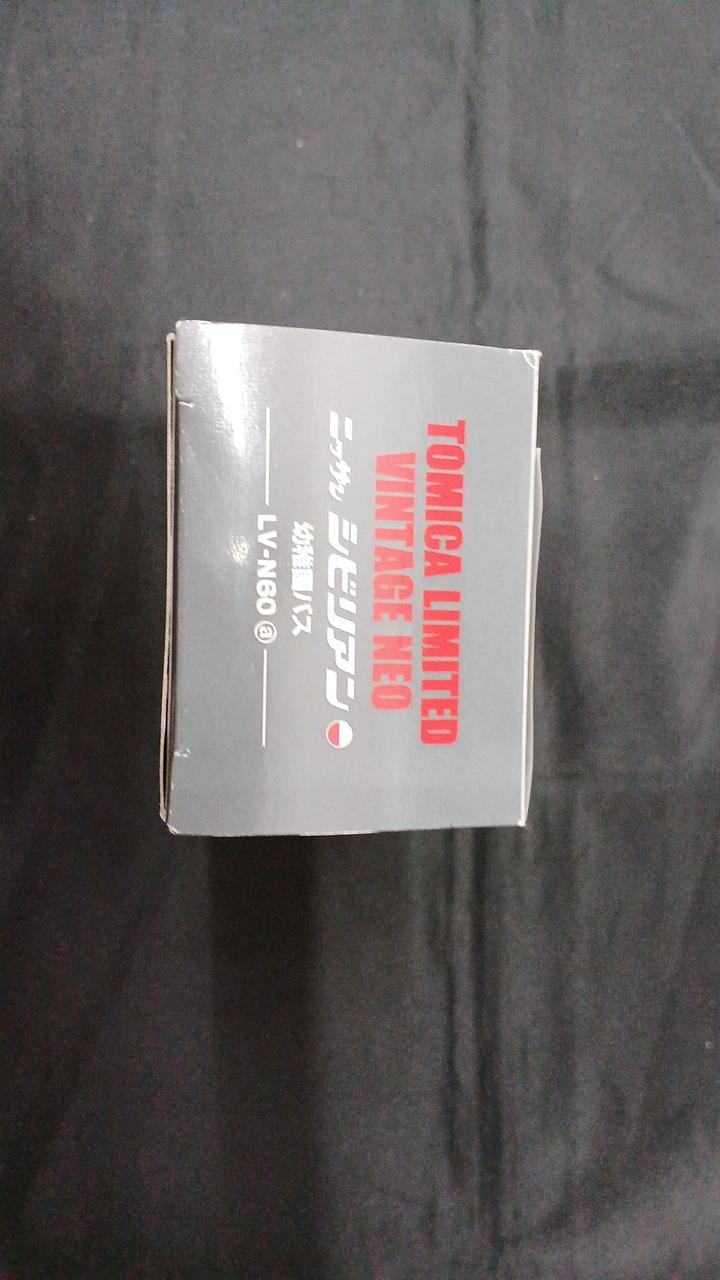 TOMICA LIMITED
VINTAGE NEO
ニッサン シビリアン
幼稚園バス
LV-N60 ⓐ